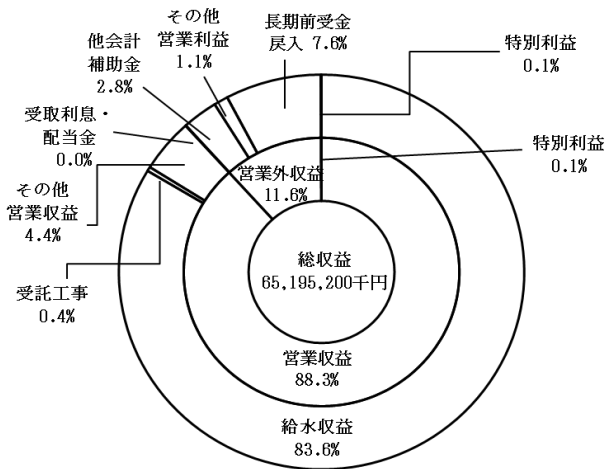 その他
営業利益
1.1%
長期前受金
戻入 7.6%
特別利益
0.1%
他会計
補助金
2.8%
受取利息・
配当金
0.0%
特別利益
0.1%
営業外収益
11.6%
その他
営業収益
4.4%
総収益
65,195,200千円
受託工事
0.4%
営業収益
88.3%
給水収益
83.6%